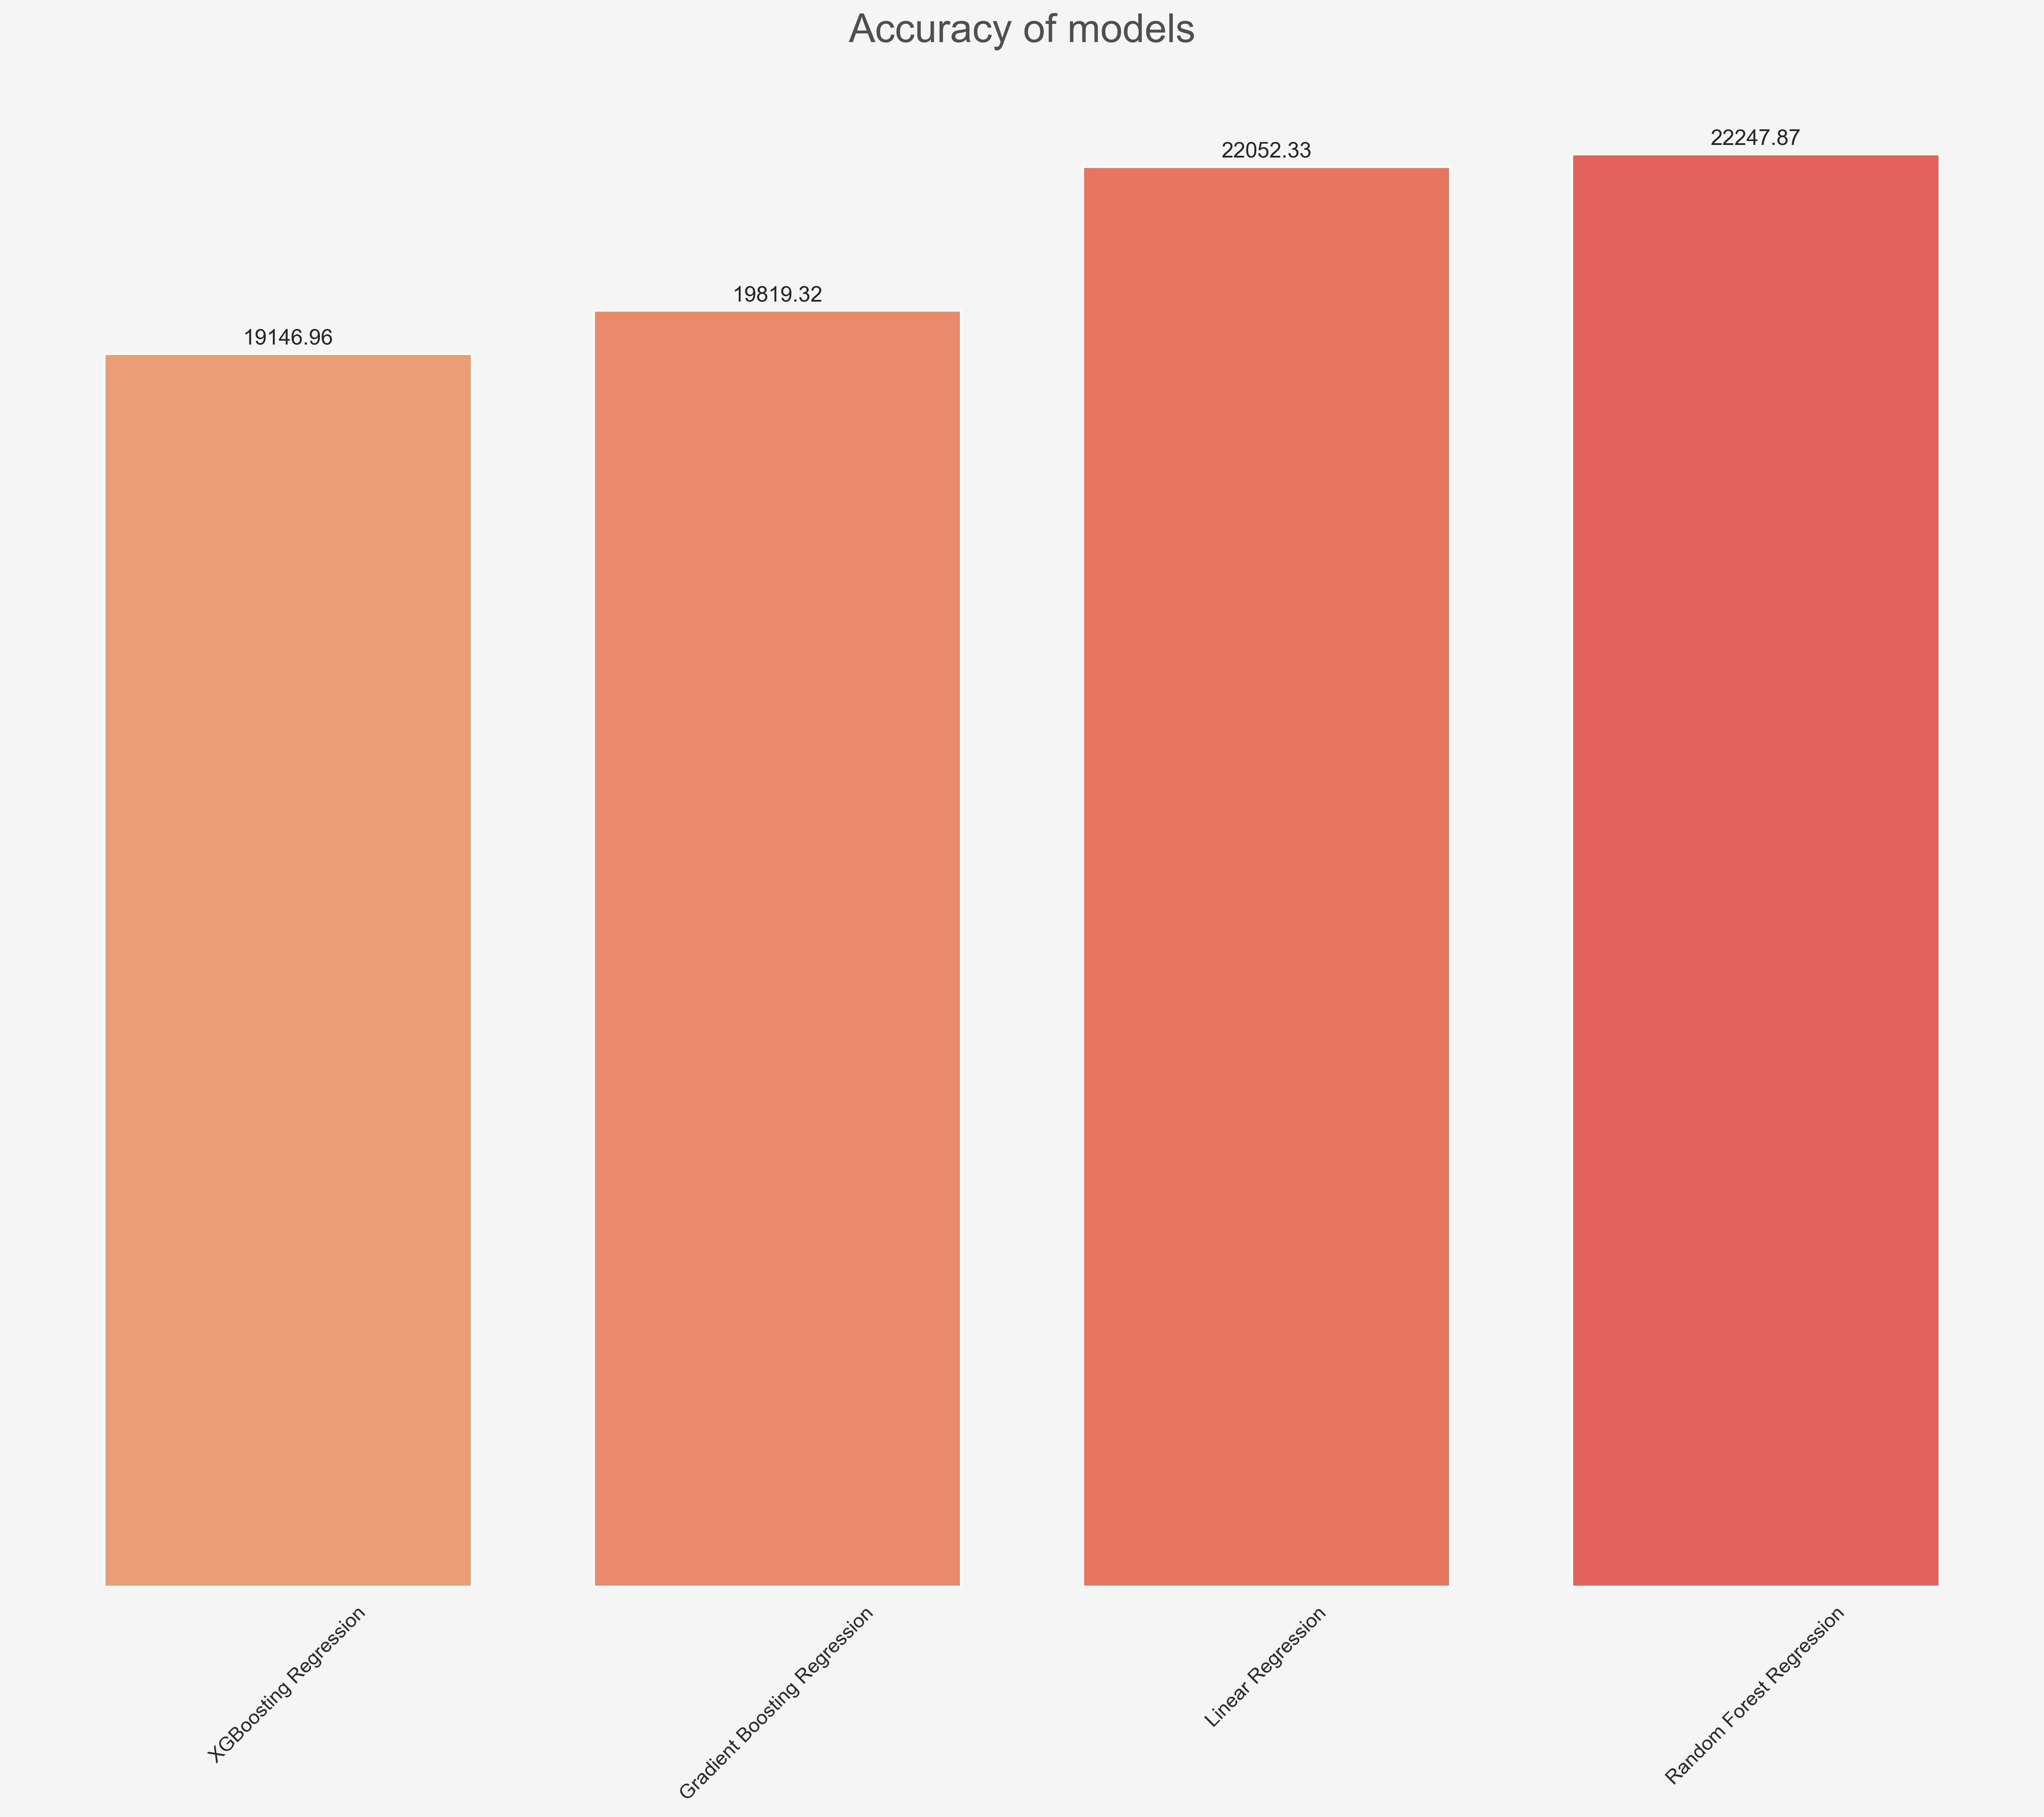 Accuracy of models
19146.96
19819.32
22052.33
22247.87
XGBoosting Regression
Gradient Boosting Regression
Linear Regression
Random Forest Regression